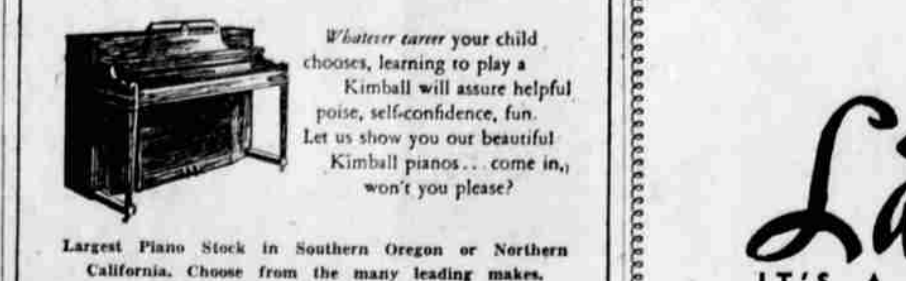 Whatever career your child
chooses, learning to play a
Kimball will assure helpful
poise, self-confidence, fun.
Let us show you our beautiful
Kimball pianos... come in,
won't you please?
Largest Piano Stock in Southern Oregon or Northern
California. Choose from the many leading makes.
IT'S A